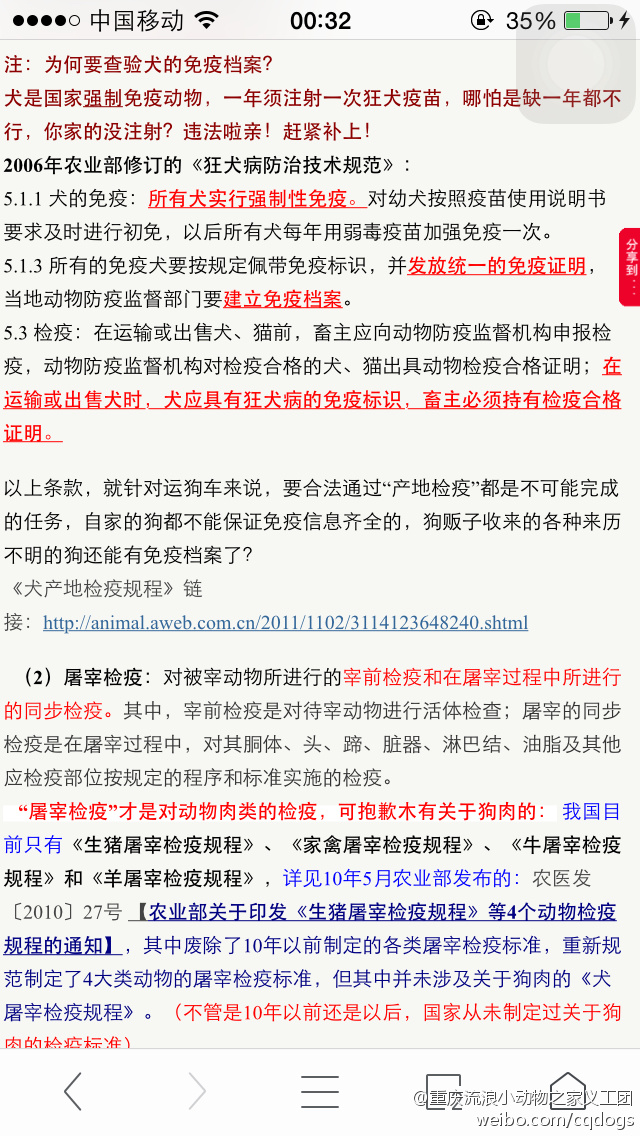 中国移动 00:32 35%
注：为何要查验犬的免疫档案？
犬是国家强制免疫动物，一年须注射一次狂犬疫苗，哪怕是缺一年都不
行，你家的没注射？违法啦亲！赶紧补上！
2006年农业部修订的《狂犬病防治技术规范》：
5.1.1 犬的免疫：所有犬实行强制性免疫。对幼犬按照疫苗使用说明书
要求及时进行初免，以后所有犬每年用弱毒疫苗加强免疫一次。
5.1.3 所有的免疫犬要按规定佩带免疫标识，并发放统一的免疫证明，
当地动物防疫监督部门要建立免疫档案。
5.3 检疫：在运输或出售犬、猫前，畜主应向动物防疫监督机构申报检
疫，动物防疫监督机构对检疫合格的犬、猫出具动物检疫合格证明；在
运输或出售犬时，犬应具有狂犬病的免疫标识，畜主必须持有检疫合格
证明。
分享到：
以上条款，就针对运狗车来说，要合法通过“产地检疫”都是不可能完成
的任务，自家的狗都不能保证免疫信息齐全的，狗贩子收来的各种来历
不明的狗还能有免疫档案了？
《犬产地检疫规程》链
接：http://animal.aweb.com.cn/2011/1102/3114123648240.shtml
（2）屠宰检疫：对被宰动物所进行的宰前检疫和在屠宰过程中所进行
的同步检疫。其中，宰前检疫是对待宰动物进行活体检查；屠宰的同步
检疫是在屠宰过程中，对其胴体、头、蹄、脏器、淋巴结、油脂及其他
应检疫部位按规定的程序和标准实施的检疫。
“屠宰检疫”才是对动物肉类的检疫，可抱歉木有关于狗肉的：我国目
前只有《生猪屠宰检疫规程》、《家禽屠宰检疫规程》、《牛屠宰检疫
规程》和《羊屠宰检疫规程》，详见10年5月农业部发布的：农医发
〔2010〕27号【农业部关于印发《生猪屠宰检疫规程》等4个动物检疫
规程的通知】，其中废除了10年以前制定的各类屠宰检疫标准，重新规
范制定了4大类动物的屠宰检疫标准，但其中并未涉及关于狗肉的《犬
屠宰检疫规程》。（不管是10年以前还是以后，国家从未制定过关于狗
肉的检疫标准）
2
@重庆流浪小动物之家义工团
weibo.com/cqdogs